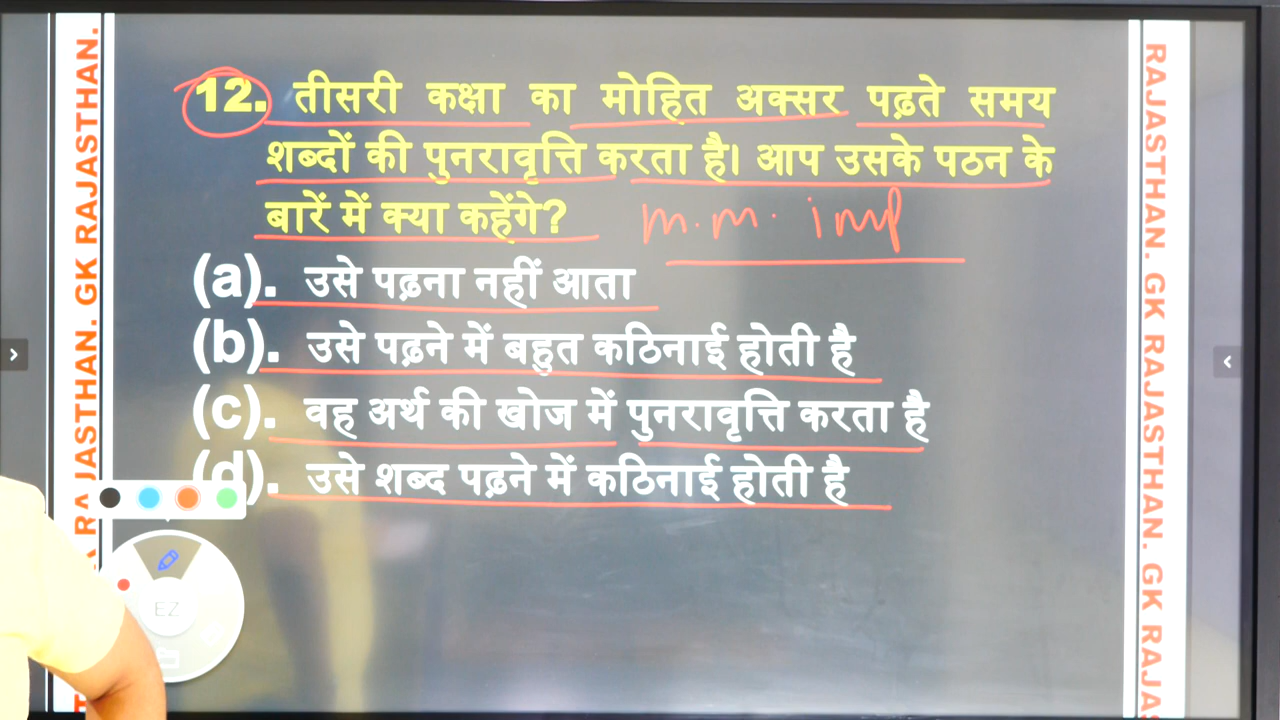 12. तीसरी कक्षा का मोहित अक्सर पढ़ते समय
शब्दों की पुनरावृत्ति करता है। आप उसके पठन के
बारें में क्या कहेंगे?
m.m. imp
(a). उसे पढ़ना नहीं आता
(b). उसे पढ़ने में बहुत कठिनाई होती है
(c). वह अर्थ की खोज में पुनरावृत्ति करता है
(d). उसे शब्द पढ़ने में कठिनाई होती है
EZ
RAJASTHAN. GK RAJASTHAN.
RAJASTHAN. GK RAJASTHAN. GK RAJAS